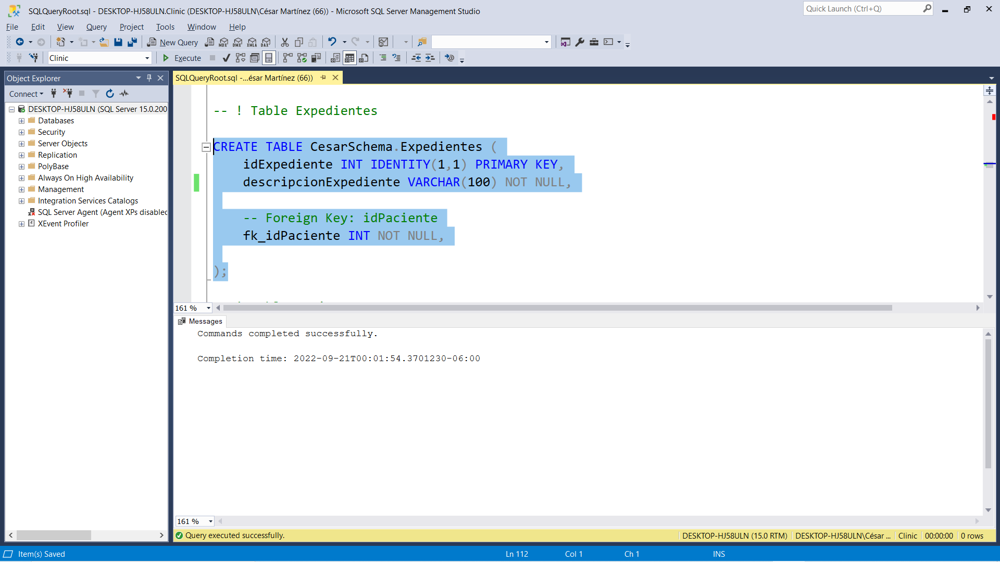 SQLQueryRoot.sql - DESKTOP-HJ58ULN.Clinic (DESKTOP-HJ58ULN\César Martínez (66)) - Microsoft SQL Server Management Studio
Quick Launch (Ctrl+Q)
File Edit View Query Project Tools Window Help
New Query MDX DMX XMLA DAX
Clinic Execute
Object Explorer
Connect
DESKTOP-HJ58ULN (SQL Server 15.0.200
Databases
Security
Server Objects
Replication
PolyBase
Always On High Availability
Management
Integration Services Catalogs
SQL Server Agent (Agent XPs disabled
XEvent Profiler
SQLQueryRoot.sql -...ésar Martínez (66))
-- ! Table Expedientes
CREATE TABLE CesarSchema.Expedientes (
idExpediente INT IDENTITY(1,1) PRIMARY KEY,
descripcionExpediente VARCHAR(100) NOT NULL,
-- Foreign Key: idPaciente
fk_idPaciente INT NOT NULL,
);
161 %
Messages
Commands completed successfully.
Completion time: 2022-09-21T00:01:54.3701230-06:00
161 %
Query executed successfully. DESKTOP-HJ58ULN (15.0 RTM) DESKTOP-HJ58ULN\César ... Clinic 00:00:00 0 rows
Item(s) Saved Ln 112 Col 1 Ch 1 INS